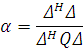 α = Δ^H Δ / Δ^H Q Δ